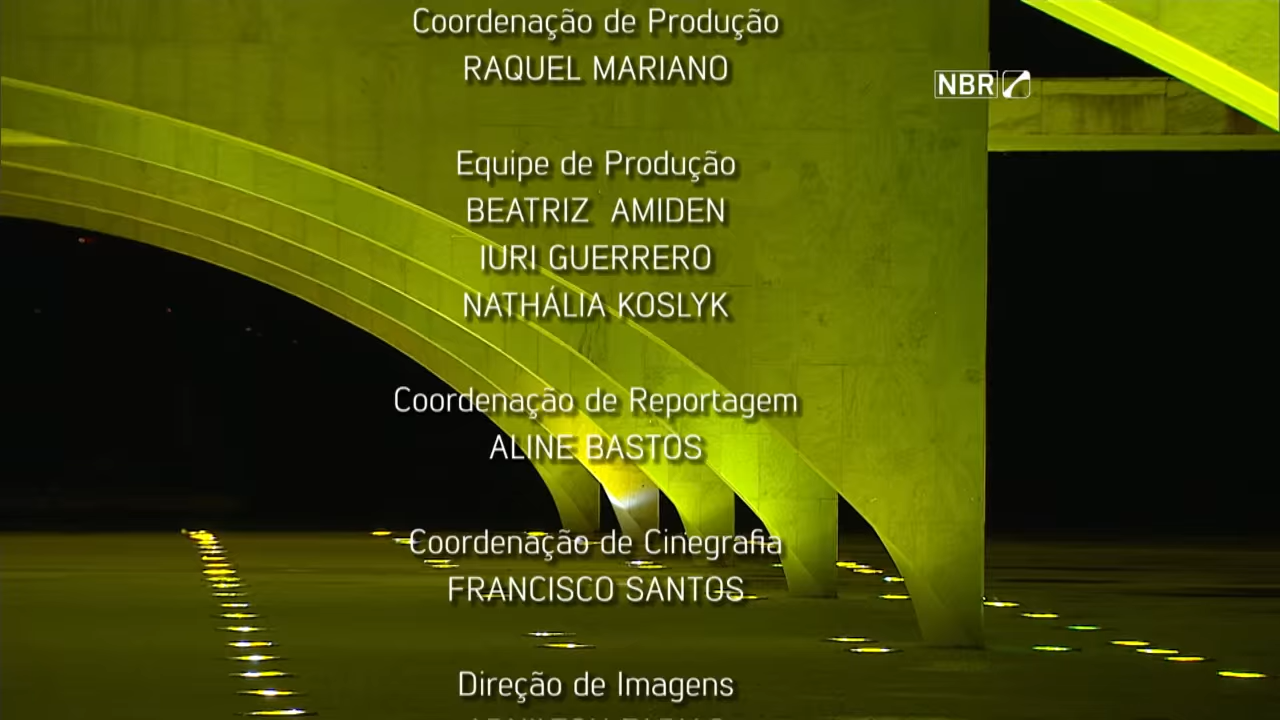 Coordenação de Produção
RAQUEL MARIANO
NBR
Equipe de Produção
BEATRIZ AMIDEN
IURI GUERRERO
NATHÁLIA KOSLYK
Coordenação de Reportagem
ALINE BASTOS
Coordenação de Cinegrafia
FRANCISCO SANTOS
Direção de Imagens